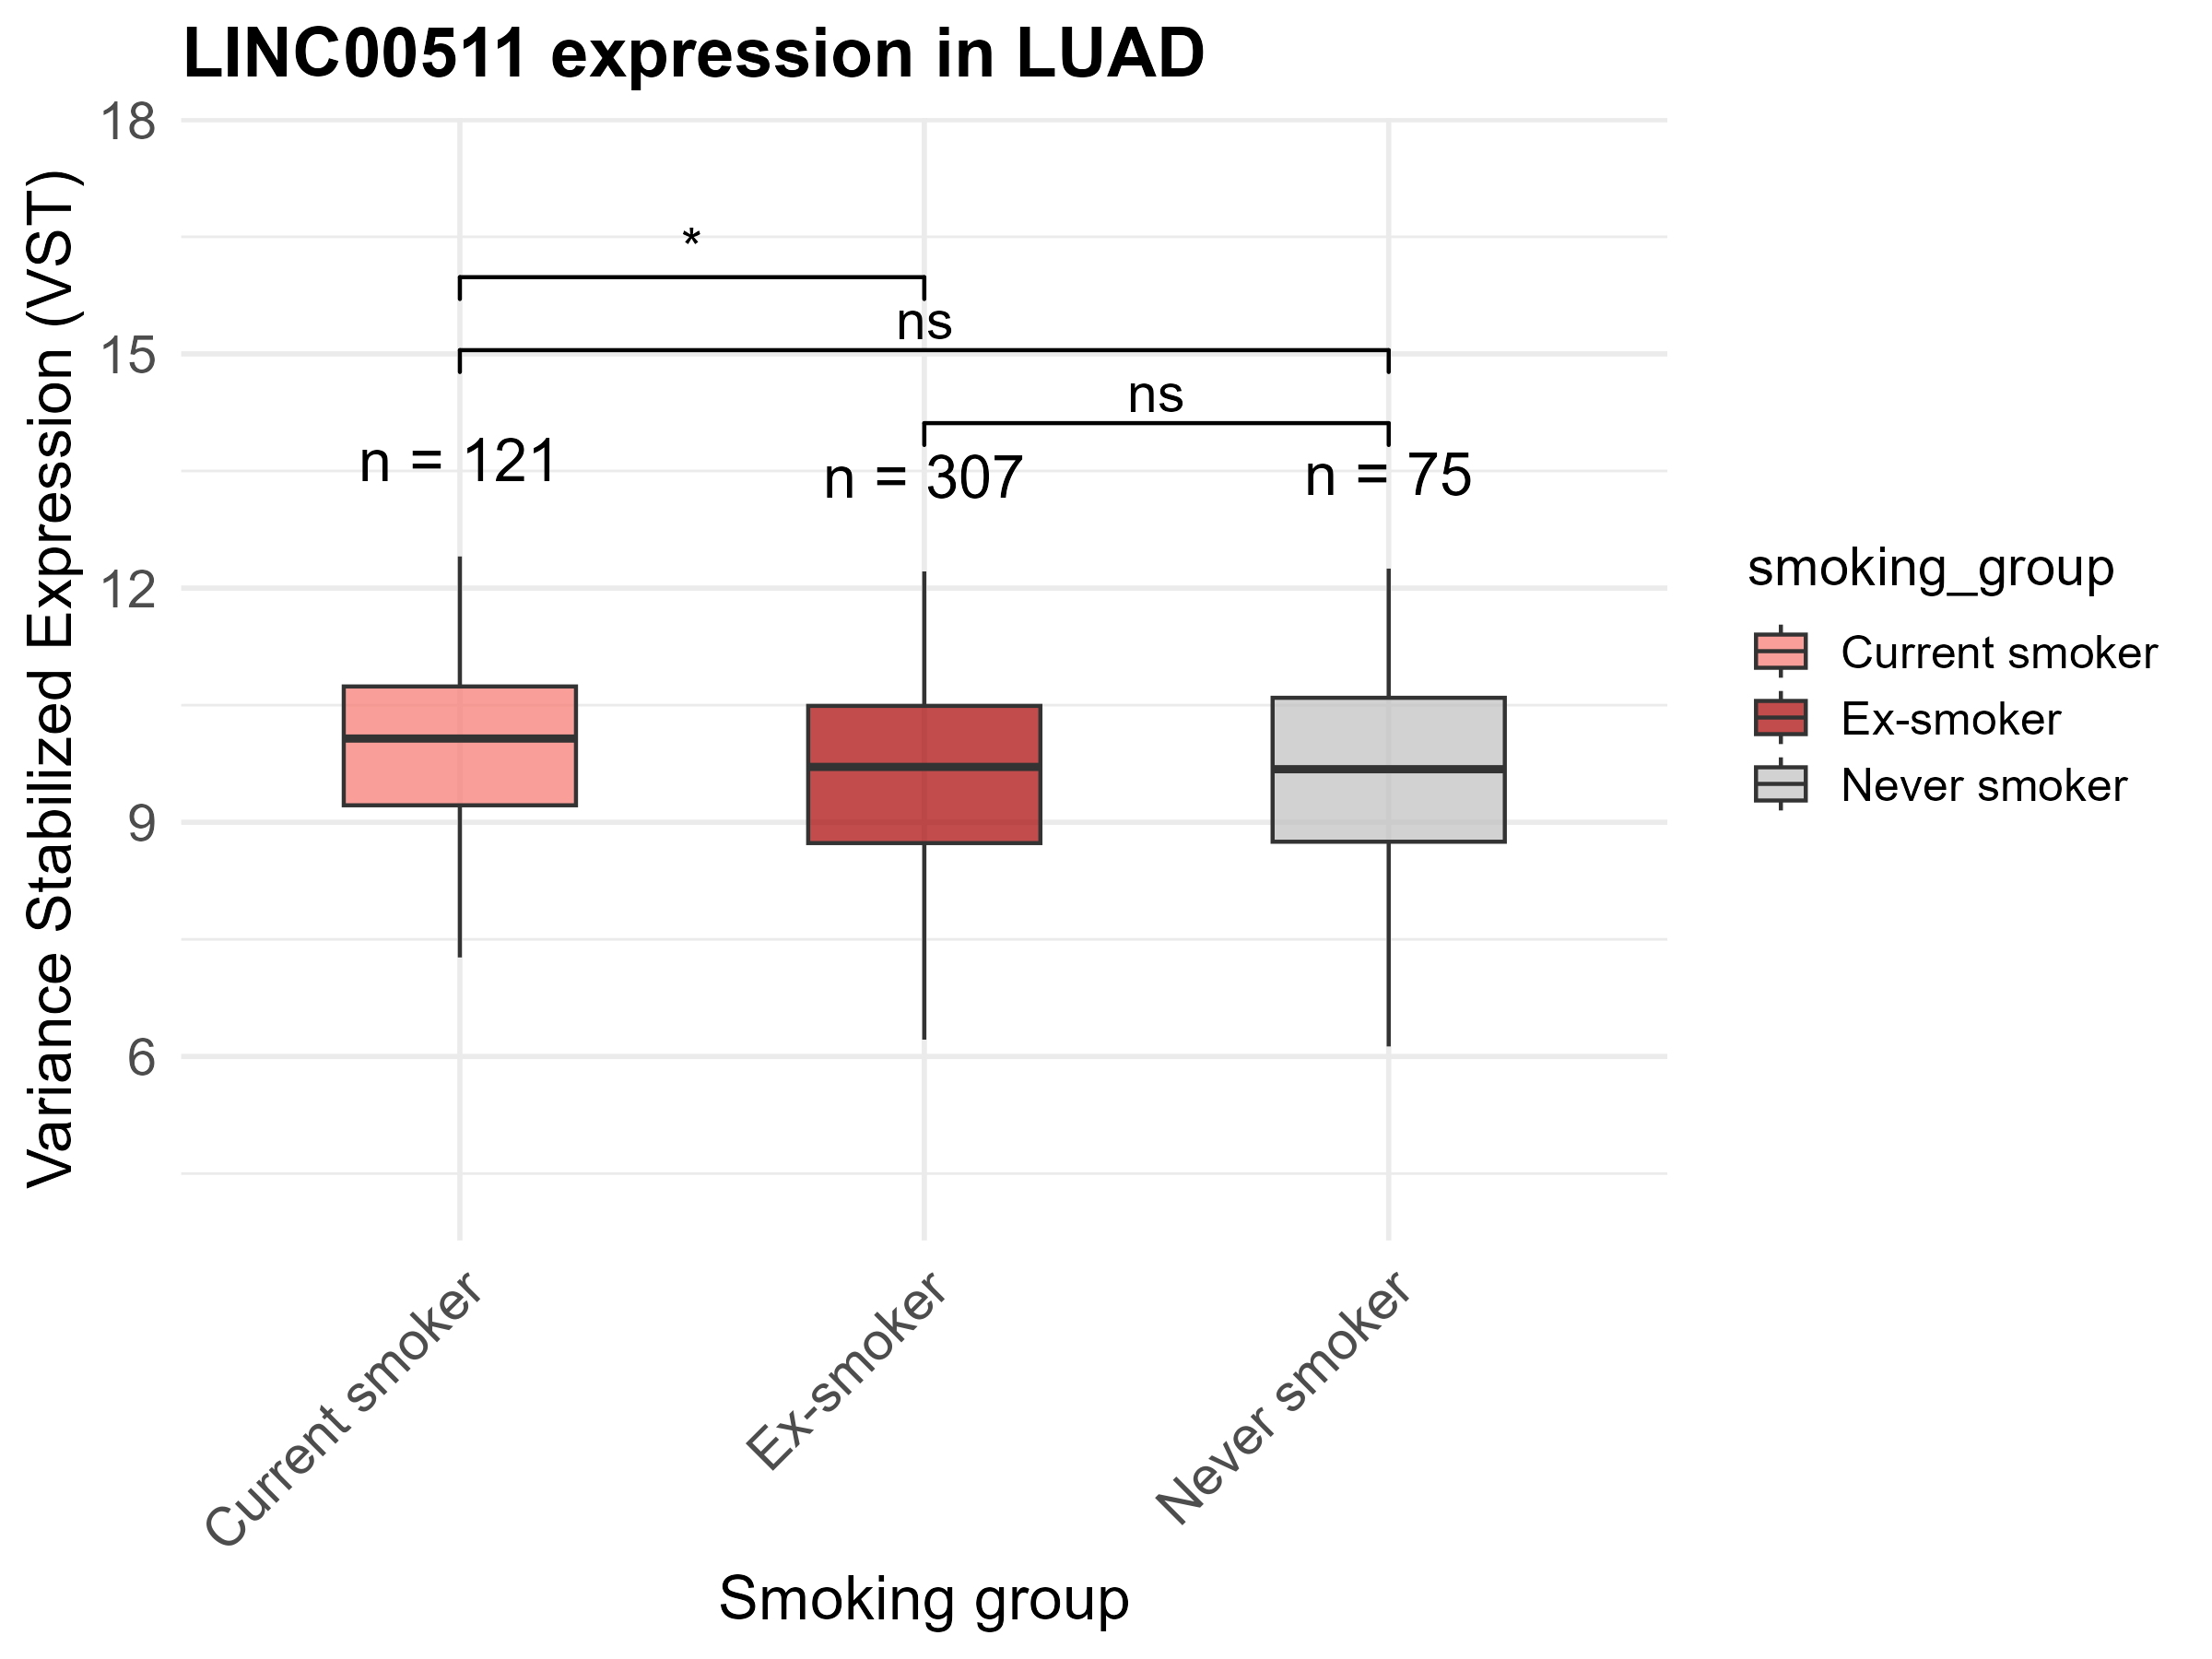 LINC00511 expression in LUAD
Variance Stabilized Expression (VST)
18
15
12
9
6
*
ns
ns
n = 121
n = 307
n = 75
Current smoker
Ex-smoker
Never smoker
Smoking group
smoking_group
Current smoker
Ex-smoker
Never smoker